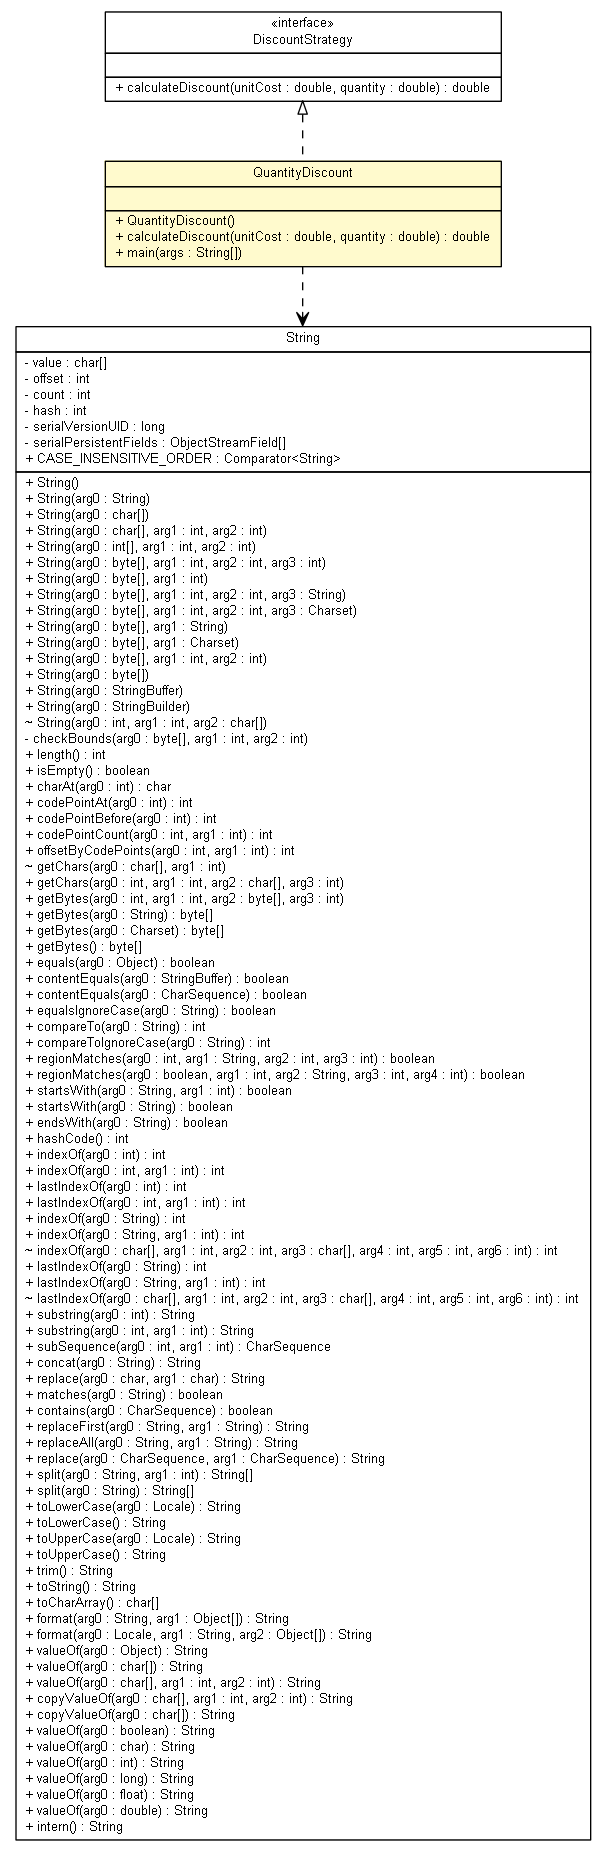 «interface»
DiscountStrategy
+ calculateDiscount(unitCost : double, quantity : double) : double
QuantityDiscount
+ QuantityDiscount()
+ calculateDiscount(unitCost : double, quantity : double) : double
+ main(args : String[])
String
- value : char[]
- offset : int
- count : int
- hash : int
- serialVersionUID : long
- serialPersistentFields : ObjectStreamField[]
+ CASE_INSENSITIVE_ORDER : Comparator<String>
+ String()
+ String(arg0 : String)
+ String(arg0 : char[])
+ String(arg0 : char[], arg1 : int, arg2 : int)
+ String(arg0 : int[], arg1 : int, arg2 : int)
+ String(arg0 : byte[], arg1 : int, arg2 : int, arg3 : int)
+ String(arg0 : byte[], arg1 : int)
+ String(arg0 : byte[], arg1 : int, arg2 : int, arg3 : String)
+ String(arg0 : byte[], arg1 : int, arg2 : int, arg3 : Charset)
+ String(arg0 : byte[], arg1 : String)
+ String(arg0 : byte[], arg1 : Charset)
+ String(arg0 : byte[], arg1 : int, arg2 : int)
+ String(arg0 : byte[])
+ String(arg0 : StringBuffer)
+ String(arg0 : StringBuilder)
~ String(arg0 : int, arg1 : int, arg2 : char[])
- checkBounds(arg0 : byte[], arg1 : int, arg2 : int)
+ length() : int
+ isEmpty() : boolean
+ charAt(arg0 : int) : char
+ codePointAt(arg0 : int) : int
+ codePointBefore(arg0 : int) : int
+ codePointCount(arg0 : int, arg1 : int) : int
+ offsetByCodePoints(arg0 : int, arg1 : int) : int
~ getChars(arg0 : char[], arg1 : int)
+ getChars(arg0 : int, arg1 : int, arg2 : char[], arg3 : int)
+ getBytes(arg0 : int, arg1 : int, arg2 : byte[], arg3 : int)
+ getBytes(arg0 : String) : byte[]
+ getBytes(arg0 : Charset) : byte[]
+ getBytes() : byte[]
+ equals(arg0 : Object) : boolean
+ contentEquals(arg0 : StringBuffer) : boolean
+ contentEquals(arg0 : CharSequence) : boolean
+ equalsIgnoreCase(arg0 : String) : boolean
+ compareTo(arg0 : String) : int
+ compareToIgnoreCase(arg0 : String) : int
+ regionMatches(arg0 : int, arg1 : String, arg2 : int, arg3 : int) : boolean
+ regionMatches(arg0 : boolean, arg1 : int, arg2 : String, arg3 : int, arg4 : int) : boolean
+ startsWith(arg0 : String, arg1 : int) : boolean
+ startsWith(arg0 : String) : boolean
+ endsWith(arg0 : String) : boolean
+ hashCode() : int
+ indexOf(arg0 : int) : int
+ indexOf(arg0 : int, arg1 : int) : int
+ lastIndexOf(arg0 : int) : int
+ lastIndexOf(arg0 : int, arg1 : int) : int
+ indexOf(arg0 : String) : int
+ indexOf(arg0 : String, arg1 : int) : int
~ indexOf(arg0 : char[], arg1 : int, arg2 : int, arg3 : char[], arg4 : int, arg5 : int, arg6 : int) : int
+ lastIndexOf(arg0 : String) : int
+ lastIndexOf(arg0 : String, arg1 : int) : int
~ lastIndexOf(arg0 : char[], arg1 : int, arg2 : int, arg3 : char[], arg4 : int, arg5 : int, arg6 : int) : int
+ substring(arg0 : int) : String
+ substring(arg0 : int, arg1 : int) : String
+ subSequence(arg0 : int, arg1 : int) : CharSequence
+ concat(arg0 : String) : String
+ replace(arg0 : char, arg1 : char) : String
+ matches(arg0 : String) : boolean
+ contains(arg0 : CharSequence) : boolean
+ replaceFirst(arg0 : String, arg1 : String) : String
+ replaceAll(arg0 : String, arg1 : String) : String
+ replace(arg0 : CharSequence, arg1 : CharSequence) : String
+ split(arg0 : String, arg1 : int) : String[]
+ split(arg0 : String) : String[]
+ toLowerCase(arg0 : Locale) : String
+ toLowerCase() : String
+ toUpperCase(arg0 : Locale) : String
+ toUpperCase() : String
+ trim() : String
+ toString() : String
+ toCharArray() : char[]
+ format(arg0 : String, arg1 : Object[]) : String
+ format(arg0 : Locale, arg1 : String, arg2 : Object[]) : String
+ valueOf(arg0 : Object) : String
+ valueOf(arg0 : char[]) : String
+ valueOf(arg0 : char[], arg1 : int, arg2 : int) : String
+ copyValueOf(arg0 : char[], arg1 : int, arg2 : int) : String
+ copyValueOf(arg0 : char[]) : String
+ valueOf(arg0 : boolean) : String
+ valueOf(arg0 : char) : String
+ valueOf(arg0 : int) : String
+ valueOf(arg0 : long) : String
+ valueOf(arg0 : float) : String
+ valueOf(arg0 : double) : String
+ intern() : String